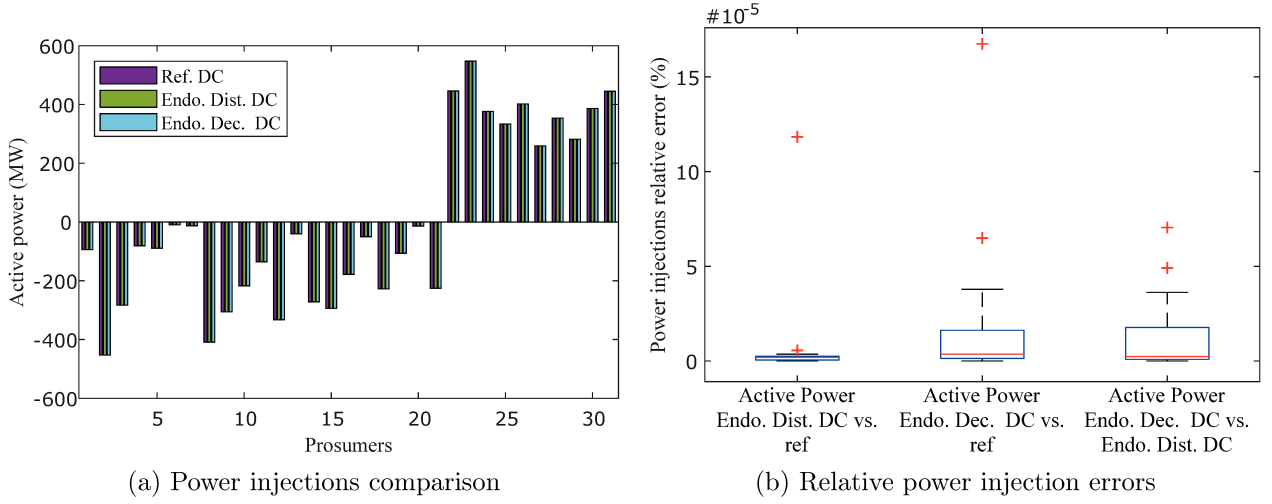 600
400
200
0
-200
-400
-600
Active power (MW)
Ref. DC
Endo. Dist. DC
Endo. Dec. DC
5
10
15
20
25
30
Prosumers
(a) Power injections comparison
#10-5
15
10
5
0
Power injections relative error (%)
Active Power
Endo. Dist. DC vs.
ref
Active Power
Endo. Dec. DC vs.
ref
Active Power
Endo. Dec. DC vs.
Endo. Dist. DC
(b) Relative power injection errors